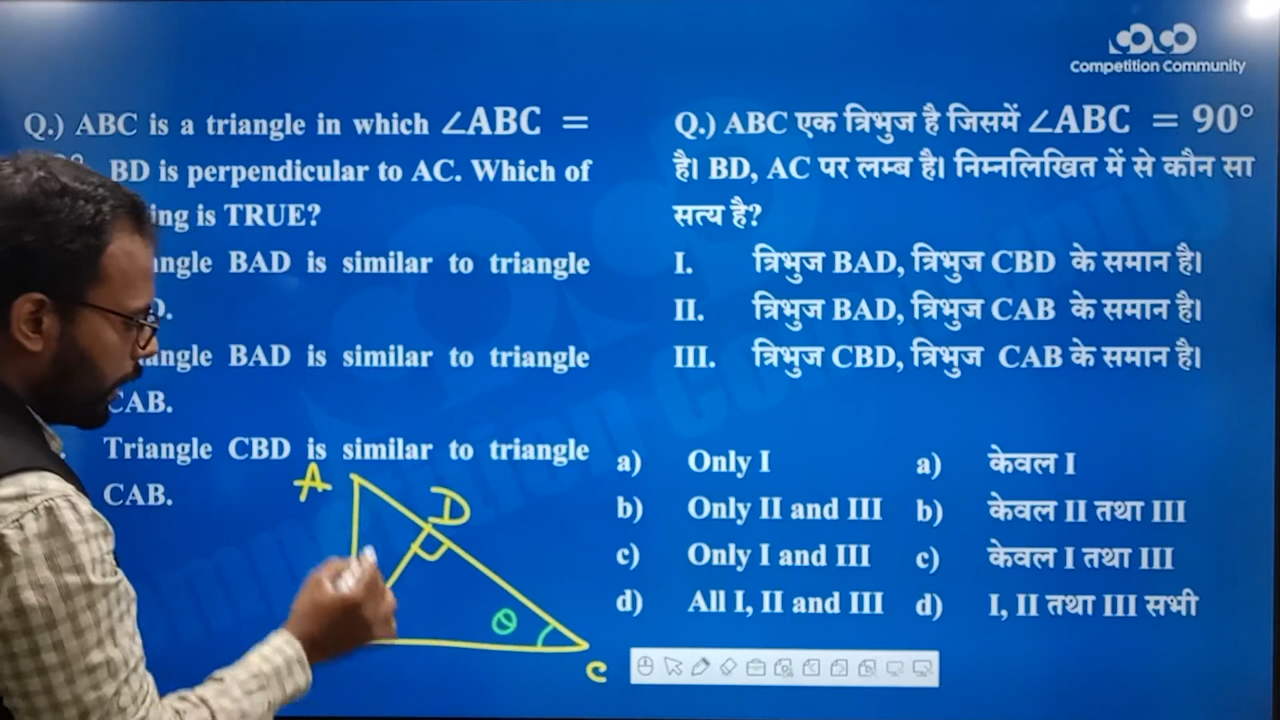 Competition Community
Q.) ABC is a triangle in which ∠ABC =
BD is perpendicular to AC. Which of
is TRUE?
BAD is similar to triangle
BAD is similar to triangle
CAB.
Triangle CBD is similar to triangle
CAB.
Q.) ABC एक त्रिभुज है जिसमें ∠ABC = 90°
है। BD, AC पर लम्ब है। निम्नलिखित में से कौन सा
सत्य है?
I. त्रिभुज BAD, त्रिभुज CBD के समान है।
II. त्रिभुज BAD, त्रिभुज CAB के समान है।
III. त्रिभुज CBD, त्रिभुज CAB के समान है।
a) Only I
b) Only II and III
c) Only I and III
d) All I, II and III
a) केवल I
b) केवल II तथा III
c) केवल I तथा III
d) I, II तथा III सभी
A
D
θ
C